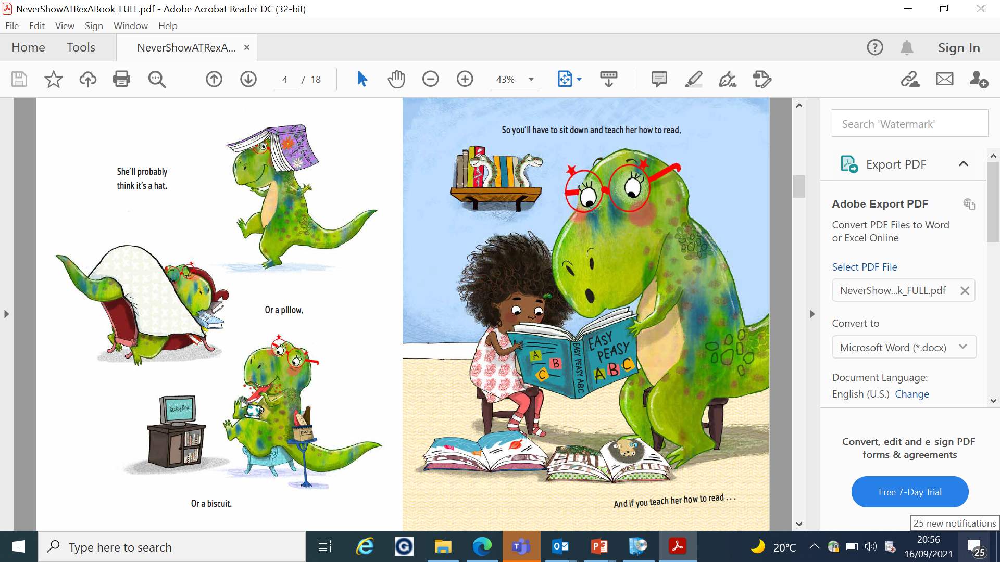 NeverShowATRexABook_FULL.pdf - Adobe Acrobat Reader DC (32-bit)
File Edit View Sign Window Help
Home Tools NeverShowATRexA... Sign In
4 / 18 43%
She'll probably
think it's a hat.
The Secret Garden
Or a pillow.
Story Time
BISCUITS
Or a biscuit.
So you'll have to sit down and teach her how to read.
A B C
EASY PEASY ABC
EASY
PEASY
ABC
And if you teach her how to read . . .
Search 'Watermark'
Export PDF
Adobe Export PDF
Convert PDF Files to Word
or Excel Online
Select PDF File
NeverShow...k_FULL.pdf
Convert to
Microsoft Word (*.docx)
Document Language:
English (U.S.) Change
Convert, edit and e-sign PDF
forms & agreements
Free 7-Day Trial
25 new notifications
Type here to search
20°C
20:56
16/09/2021
25